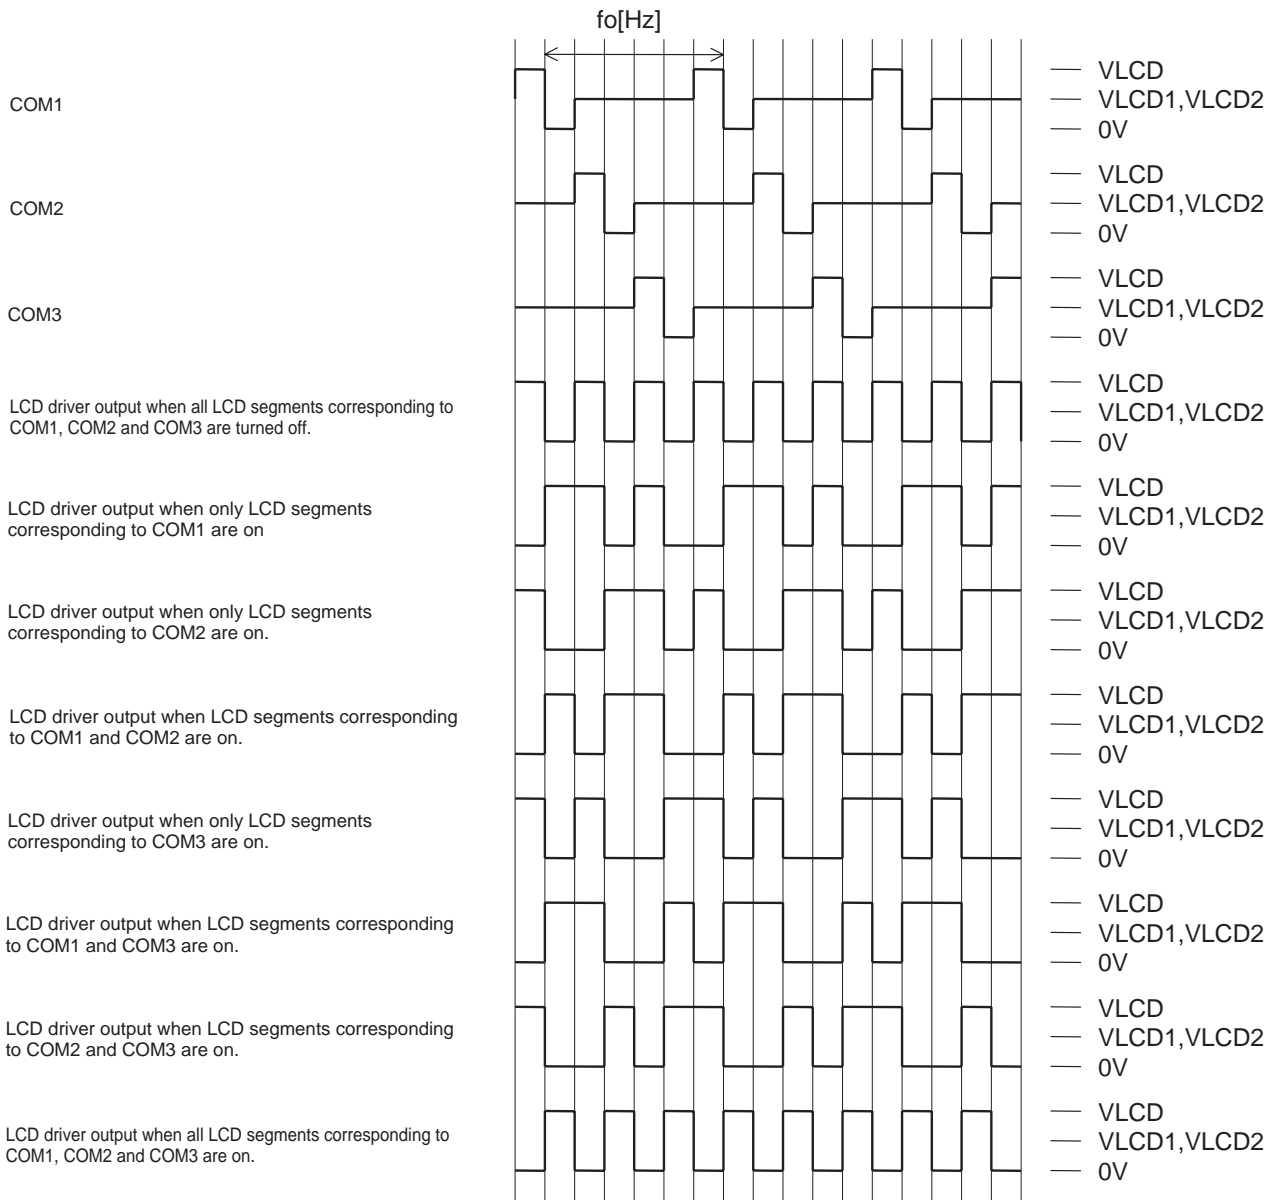 fo[Hz]
VLCD
COM1
VLCD1,VLCD2
0V
VLCD
COM2
VLCD1,VLCD2
0V
VLCD
COM3
VLCD1,VLCD2
0V
VLCD
LCD driver output when all LCD segments corresponding to
COM1, COM2 and COM3 are turned off.
VLCD1,VLCD2
0V
VLCD
LCD driver output when only LCD segments
corresponding to COM1 are on
VLCD1,VLCD2
0V
VLCD
LCD driver output when only LCD segments
corresponding to COM2 are on.
VLCD1,VLCD2
0V
VLCD
LCD driver output when LCD segments corresponding
to COM1 and COM2 are on.
VLCD1,VLCD2
0V
VLCD
LCD driver output when only LCD segments
corresponding to COM3 are on.
VLCD1,VLCD2
0V
VLCD
LCD driver output when LCD segments corresponding
to COM1 and COM3 are on.
VLCD1,VLCD2
0V
VLCD
LCD driver output when LCD segments corresponding
to COM2 and COM3 are on.
VLCD1,VLCD2
0V
VLCD
LCD driver output when all LCD segments corresponding to
COM1, COM2 and COM3 are on.
VLCD1,VLCD2
0V